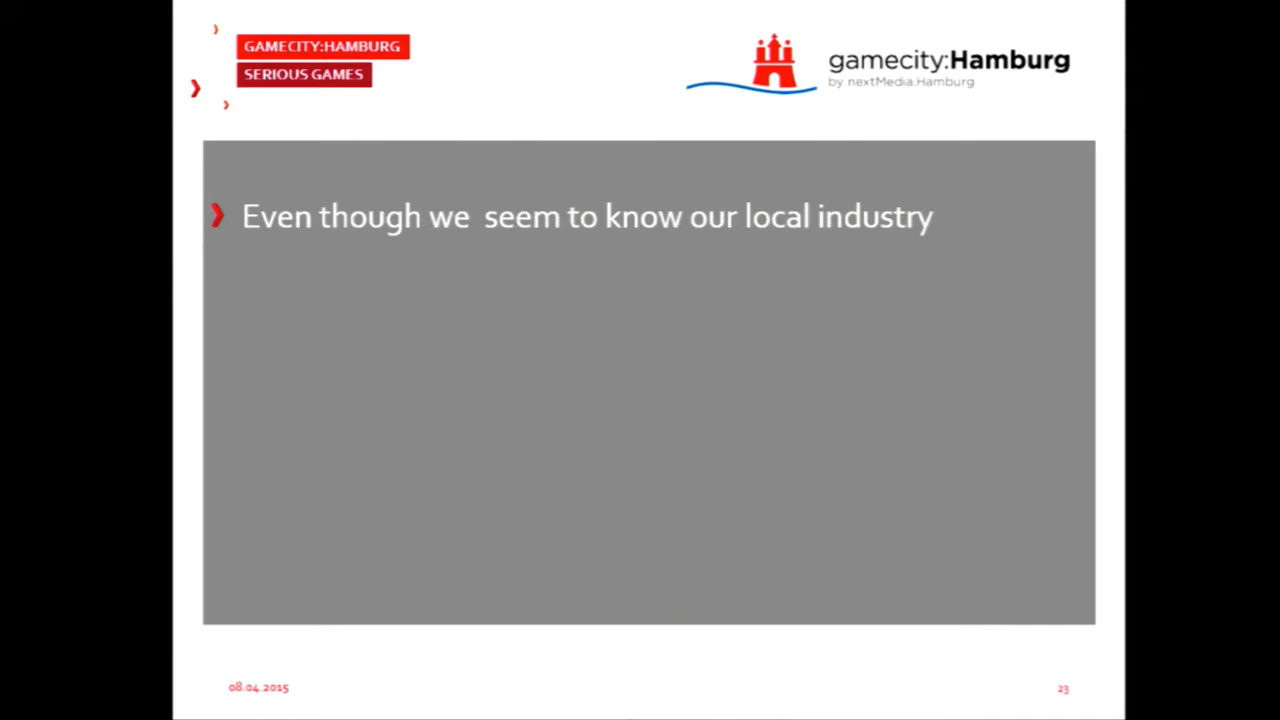 GAMECITY:HAMBURG
SERIOUS GAMES
gamecity:Hamburg
by nextMedia.Hamburg
Even though we  seem to know our local industry
08.04.2015
23